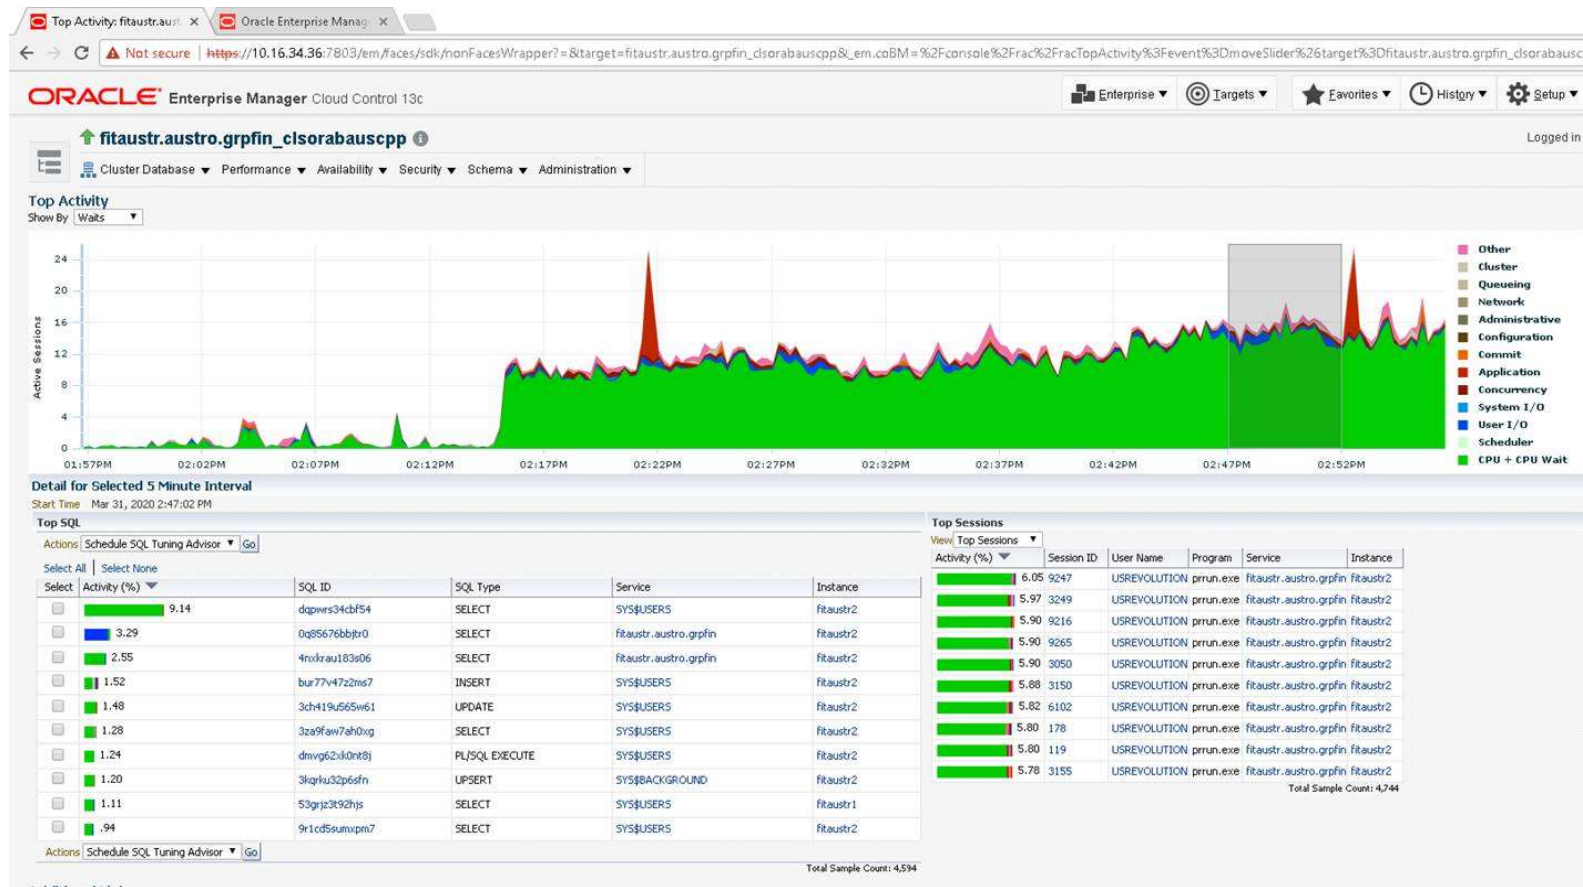 Top Activity: fitaustr.aust ×
Oracle Enterprise Manag ×
Not secure | https://10.16.34.36:7803/em/faces/sdk/nonFacesWrapper?=&target=fitaustr.austro.grpfin_clsorabauscpp&_em.coBM=%2Fconsole%2Frac%2FracTopActivity%3Fevent%3DmoveSlider%26target%3Dfitaustr.austro.grpfin_clsorabausc
ORACLE Enterprise Manager Cloud Control 13c
Enterprise ▼ Targets ▼ Favorites ▼ History ▼ Setup ▼
fitaustr.austro.grpfin_clsorabauscpp
Logged in
Cluster Database ▼ Performance ▼ Availability ▼ Security ▼ Schema ▼ Administration ▼
Top Activity
Show By Waits ▼
Active Sessions
24
20
16
12
8
4
0
01:57PM 02:02PM 02:07PM 02:12PM 02:17PM 02:22PM 02:27PM 02:32PM 02:37PM 02:42PM 02:47PM 02:52PM
Other
Cluster
Queueing
Network
Administrative
Configuration
Commit
Application
Concurrency
System I/O
User I/O
Scheduler
CPU + CPU Wait
Detail for Selected 5 Minute Interval
Start Time Mar 31, 2020 2:47:02 PM
Top SQL
Actions Schedule SQL Tuning Advisor ▼ Go
Select All | Select None
Select Activity (%) SQL ID SQL Type Service Instance
9.14 dqpwrs34cbf54 SELECT SYS$USERS fitaustr2
3.29 0q85676bbjtr0 SELECT fitaustr.austro.grpfin fitaustr2
2.55 4nxkrau183s06 SELECT fitaustr.austro.grpfin fitaustr2
1.52 bur77v47z2ms7 INSERT SYS$USERS fitaustr2
1.48 3ch419u565w61 UPDATE SYS$USERS fitaustr2
1.28 3za9faw7ah0xg SELECT SYS$USERS fitaustr2
1.24 dmvg62xk0nt8j PL/SQL EXECUTE SYS$USERS fitaustr2
1.20 3kqrku32p6sfn UPSERT SYS$BACKGROUND fitaustr2
1.11 53grjz3t92hjs SELECT SYS$USERS fitaustr1
.94 9r1cd5sumxpm7 SELECT SYS$USERS fitaustr2
Actions Schedule SQL Tuning Advisor ▼ Go
Total Sample Count: 4,594
Top Sessions
View Top Sessions ▼
Activity (%) Session ID User Name Program Service Instance
6.05 9247 USREVOLUTION prrun.exe fitaustr.austro.grpfin fitaustr2
5.97 3249 USREVOLUTION prrun.exe fitaustr.austro.grpfin fitaustr2
5.90 9216 USREVOLUTION prrun.exe fitaustr.austro.grpfin fitaustr2
5.90 9265 USREVOLUTION prrun.exe fitaustr.austro.grpfin fitaustr2
5.90 3050 USREVOLUTION prrun.exe fitaustr.austro.grpfin fitaustr2
5.88 3150 USREVOLUTION prrun.exe fitaustr.austro.grpfin fitaustr2
5.82 6102 USREVOLUTION prrun.exe fitaustr.austro.grpfin fitaustr2
5.80 178 USREVOLUTION prrun.exe fitaustr.austro.grpfin fitaustr2
5.80 119 USREVOLUTION prrun.exe fitaustr.austro.grpfin fitaustr2
5.78 3155 USREVOLUTION prrun.exe fitaustr.austro.grpfin fitaustr2
Total Sample Count: 4,744